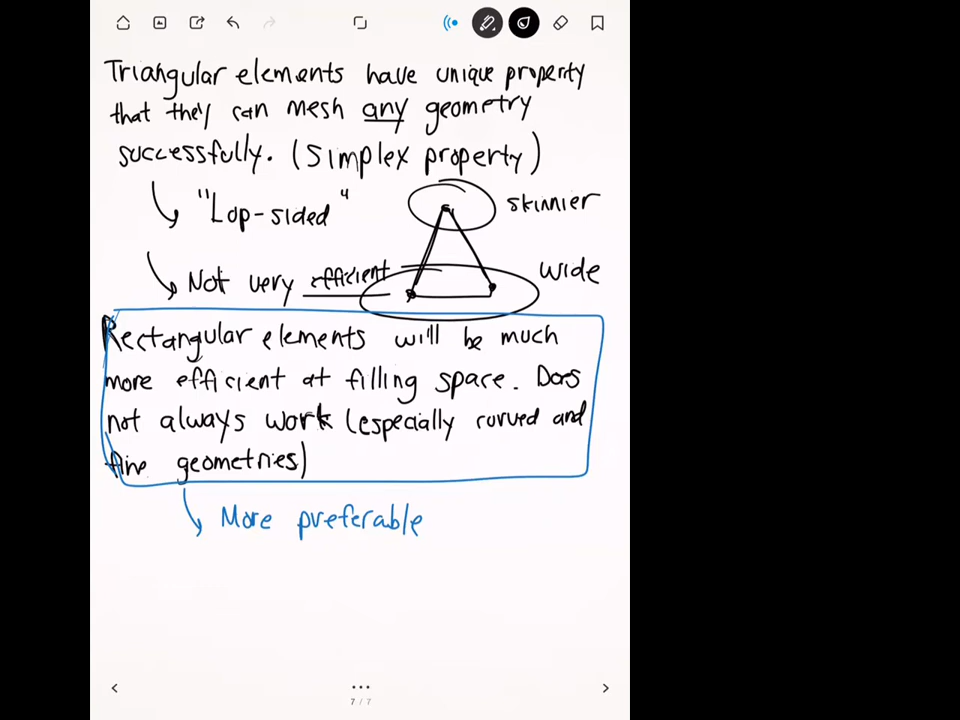 Triangular elements have unique property
that they can mesh any geometry
successfully. (Simplex property)
"Lop-sided"
skinnier
Not very efficient
wide
Rectangular elements will be much
more efficient at filling space. Does
not always work (especially curved and
fine geometries)
More preferable
7 / 7